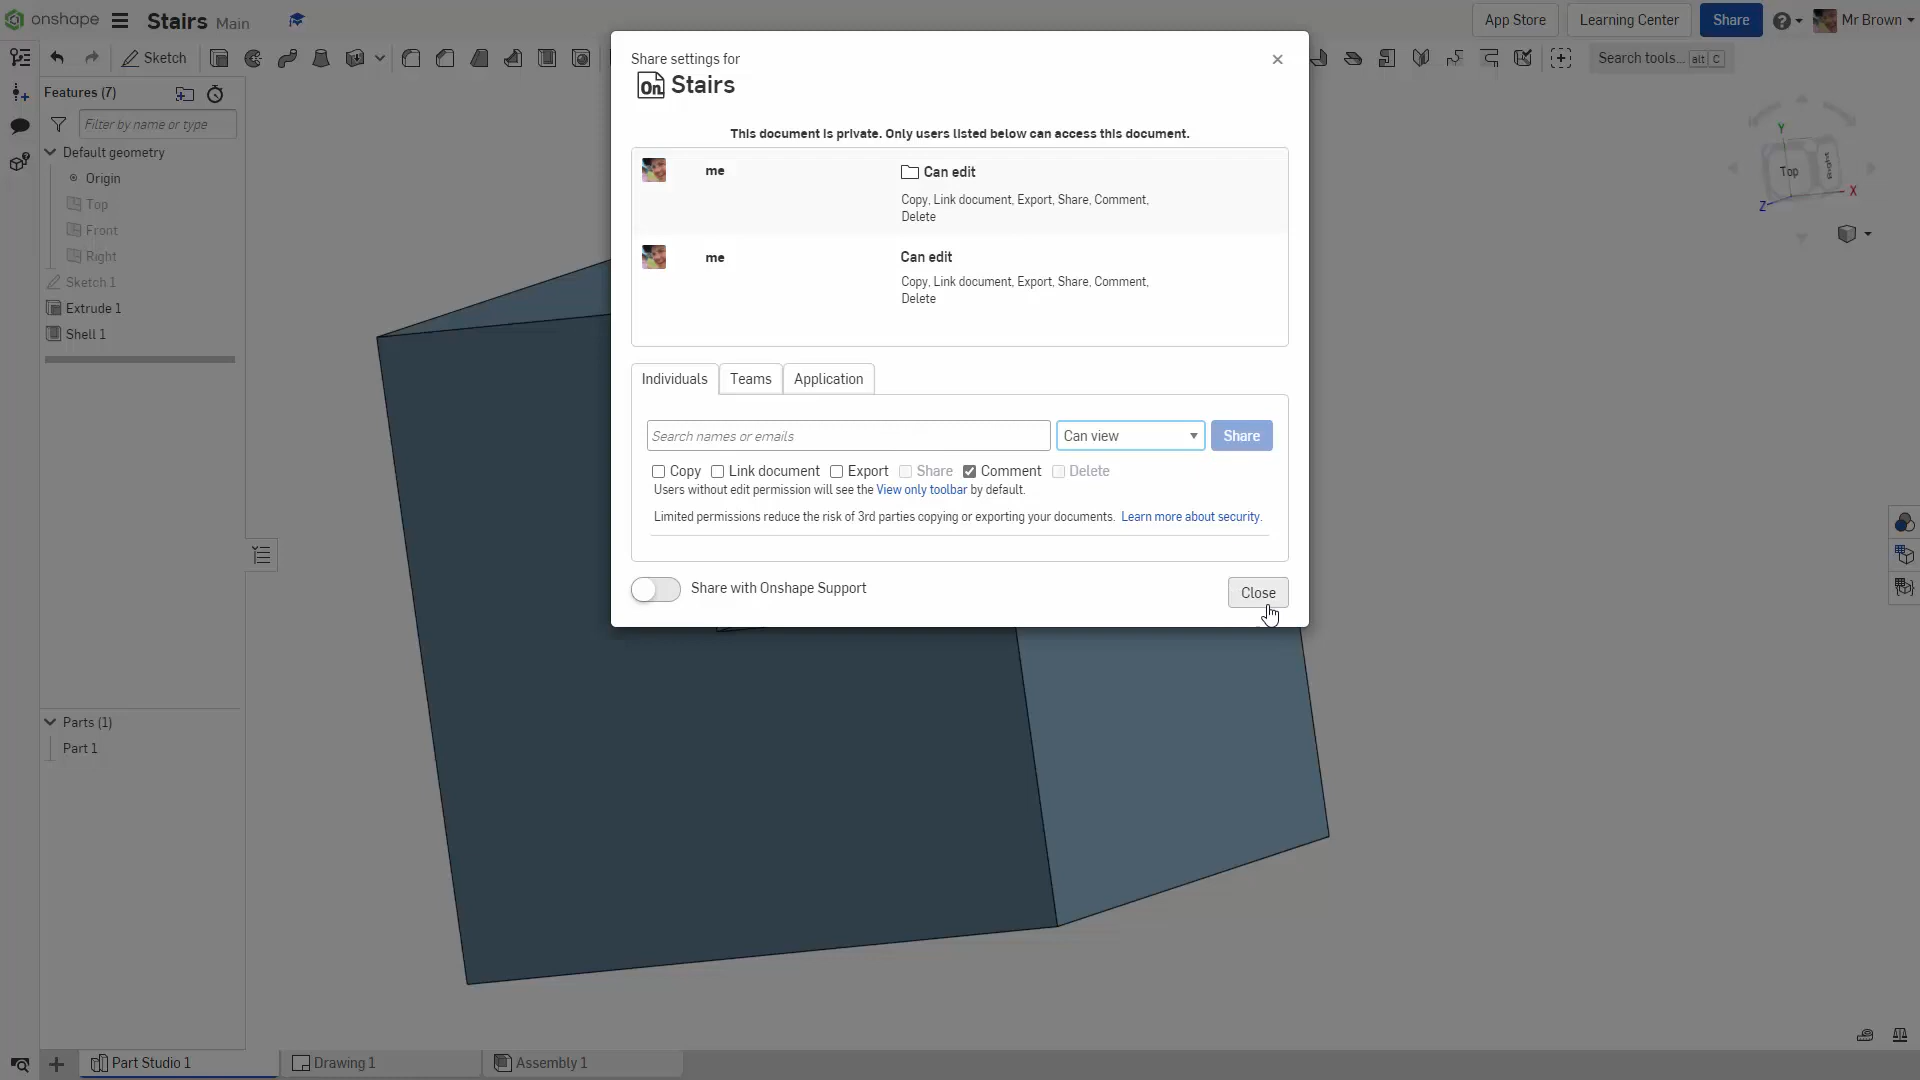 onshape Stairs Main App Store Learning Center Share Mr Brown
Sketch Search tools... alt C
Features (7)
Filter by name or type
Default geometry
Origin
Top
Front
Right
Sketch 1
Extrude 1
Shell 1
Parts (1)
Part 1
Share settings for
On Stairs
This document is private. Only users listed below can access this document.
me Can edit
Copy, Link document, Export, Share, Comment,
Delete
me Can edit
Copy, Link document, Export, Share, Comment,
Delete
Individuals Teams Application
Search names or emails Can view Share
Copy Link document Export Share Comment Delete
Users without edit permission will see the View only toolbar by default.
Limited permissions reduce the risk of 3rd parties copying or exporting your documents. Learn more about security.
Share with Onshape Support Close
Y
Top Right
X
Z
Part Studio 1 Drawing 1 Assembly 1